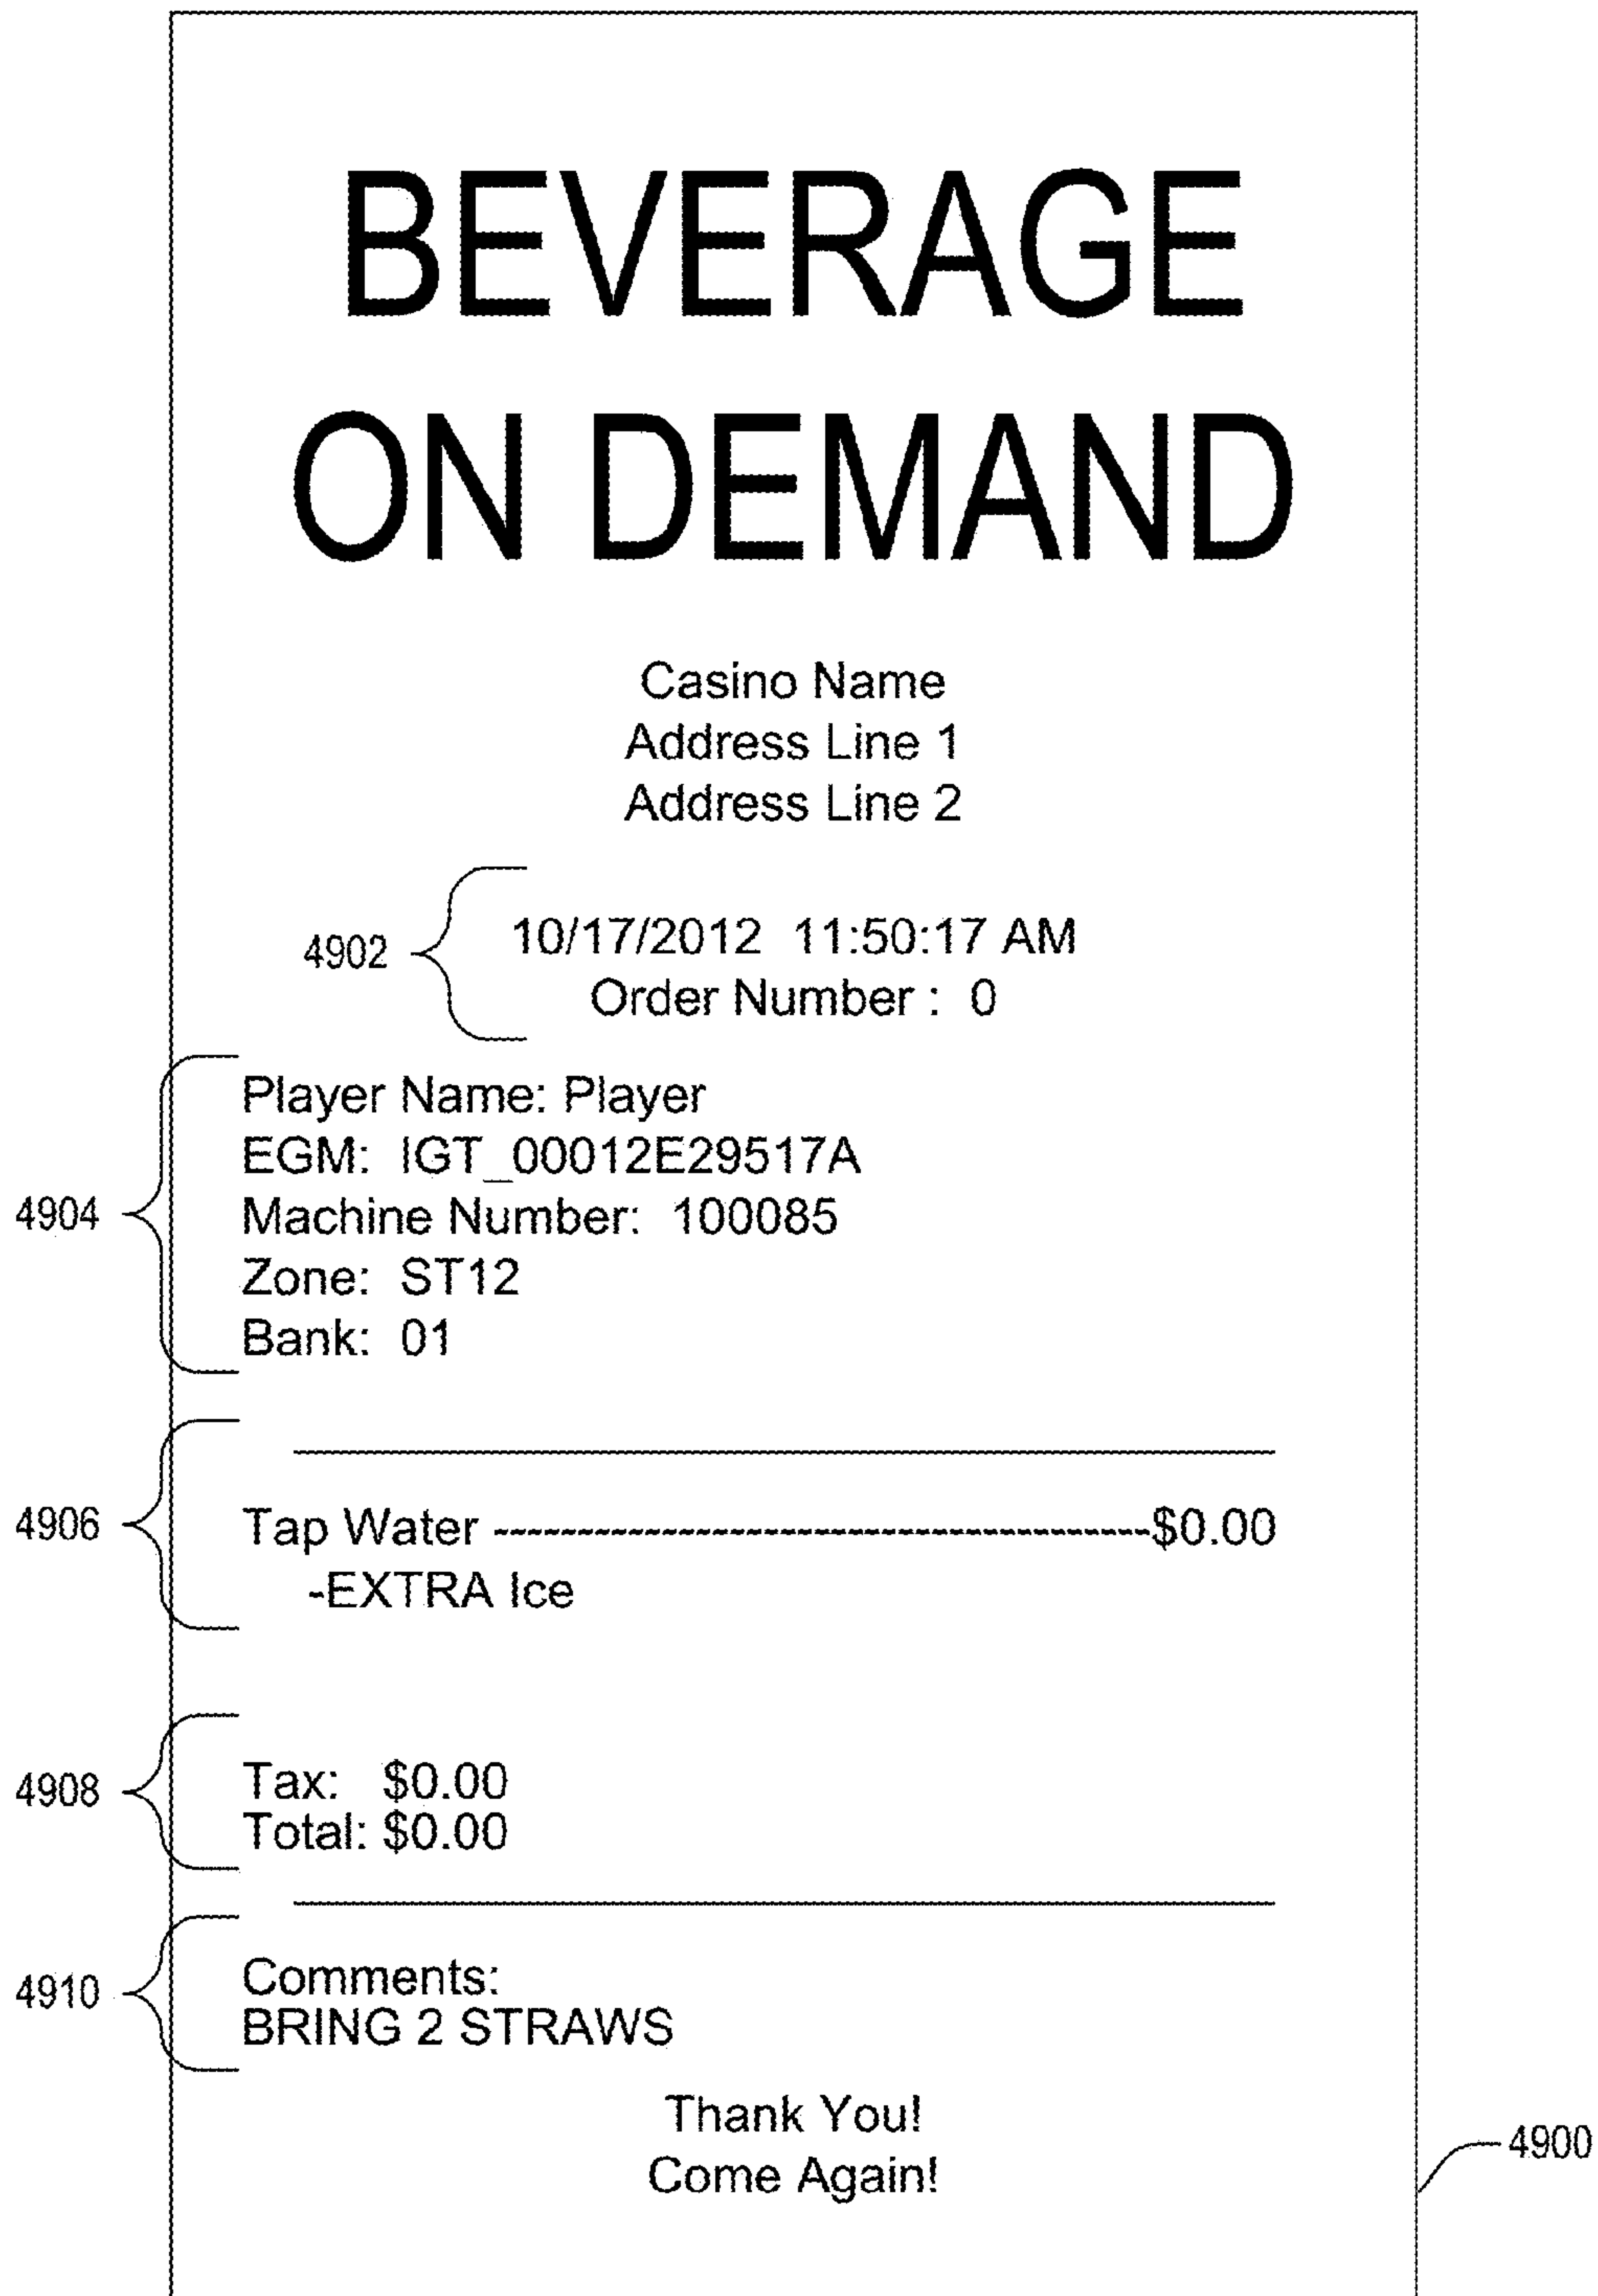 BEVERAGE
ON DEMAND
Casino Name
Address Line 1
Address Line 2
4902
10/17/2012 11:50:17 AM
Order Number : 0
4904
Player Name: Player
EGM: IGT_00012E29517A
Machine Number: 100085
Zone: ST12
Bank: 01
4906
Tap Water ---------------------------------------$0.00
-EXTRA Ice
4908
Tax: $0.00
Total: $0.00
4910
Comments:
BRING 2 STRAWS
Thank You!
Come Again!
4900